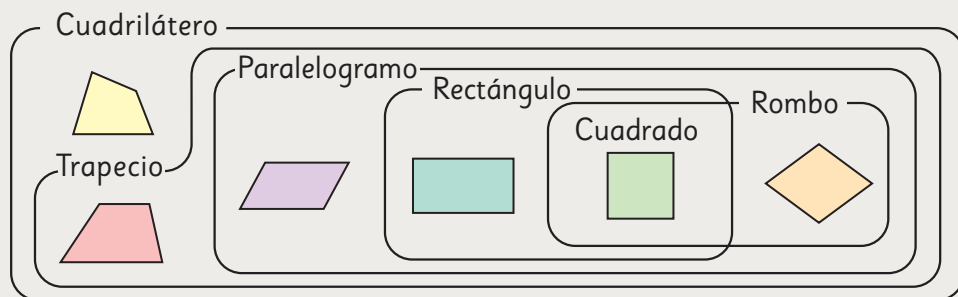 Cuadrilátero
Paralelogramo
Rectángulo
Rombo
Cuadrado
Trapecio